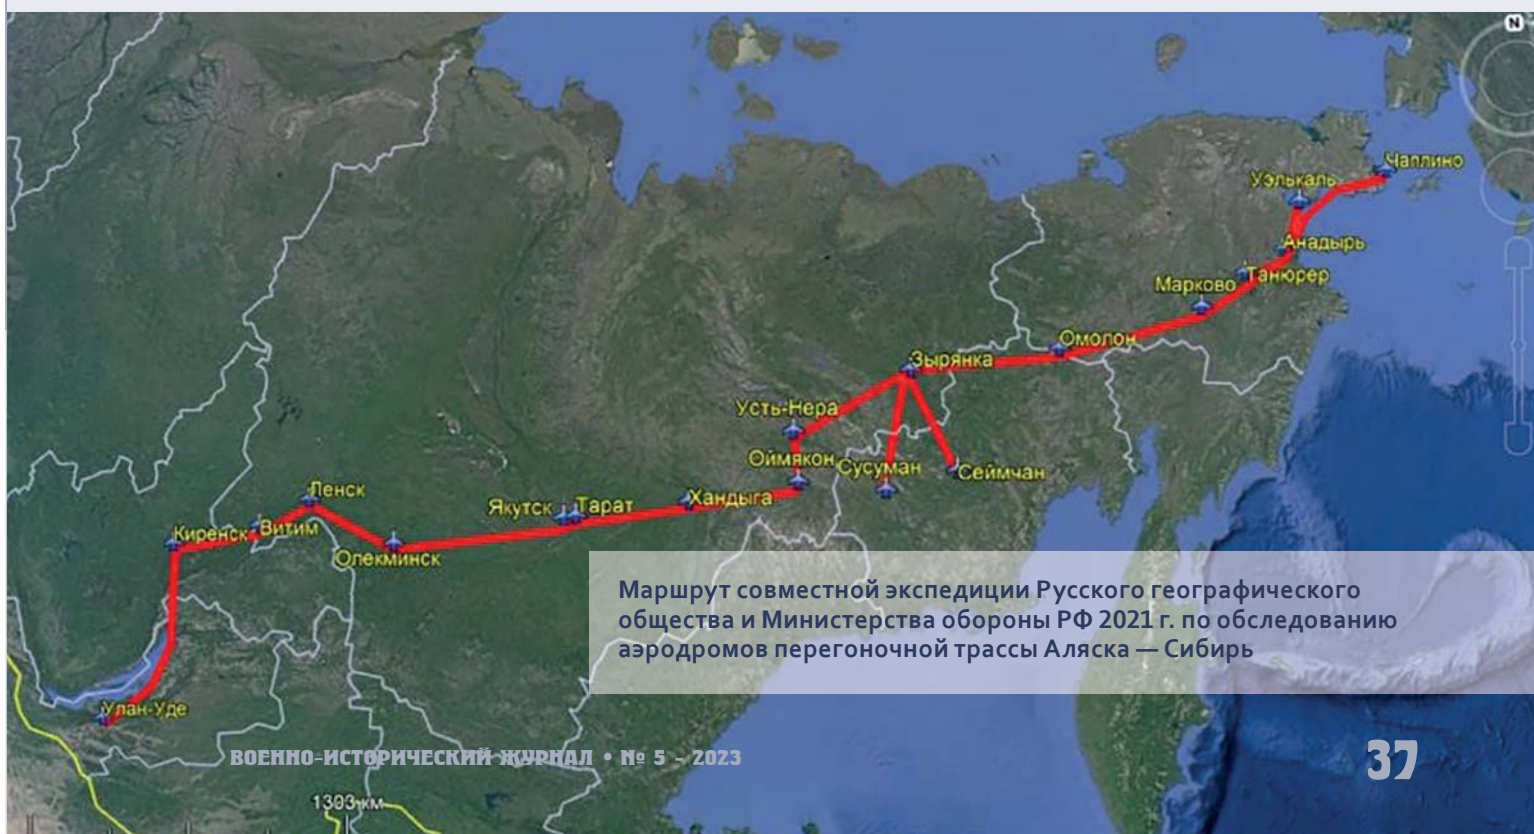 N
Чаплино
Уэлькаль
Анадырь
Танюрер
Марково
Омолон
Зырянка
Усть-Нера
Оймякон
Сусуман
Сеймчан
Ленск
Якутск
Тарат
Хандыга
Киренск
Витим
Олекминск
Маршрут совместной экспедиции Русского географического
общества и Министерства обороны РФ 2021 г. по обследованию
аэродромов перегоночной трассы Аляска — Сибирь
Улан-Уде
ВОЕННО-ИСТОРИЧЕСКИЙ ЖУРНАЛ • № 5 - 2023
37
1303 км